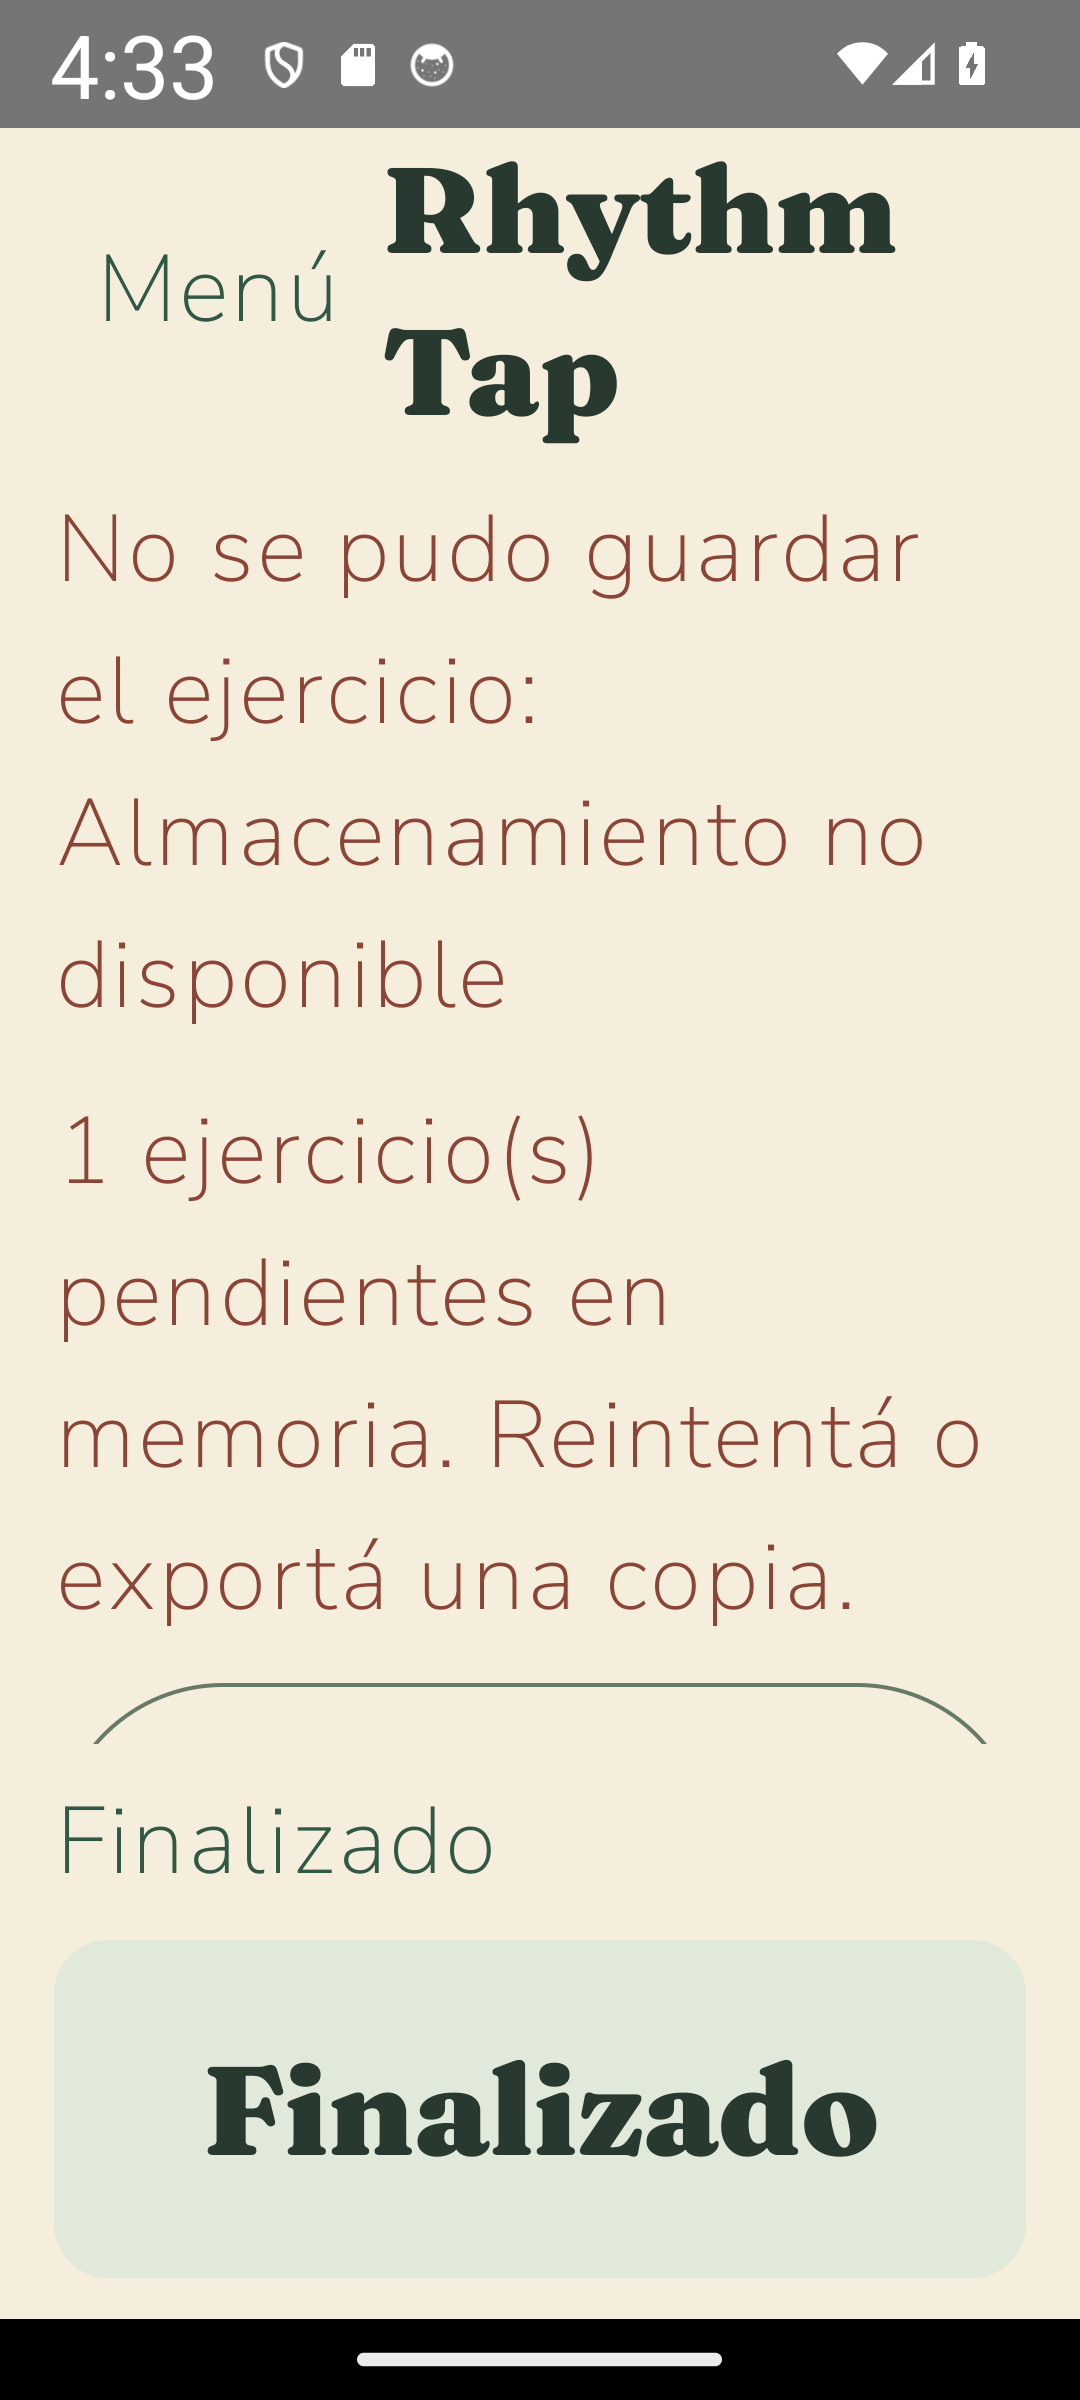 4:33
Menú
Rhythm
Tap
No se pudo guardar
el ejercicio:
Almacenamiento no
disponible
1 ejercicio(s)
pendientes en
memoria. Reintentá o
exportá una copia.
Finalizado
Finalizado